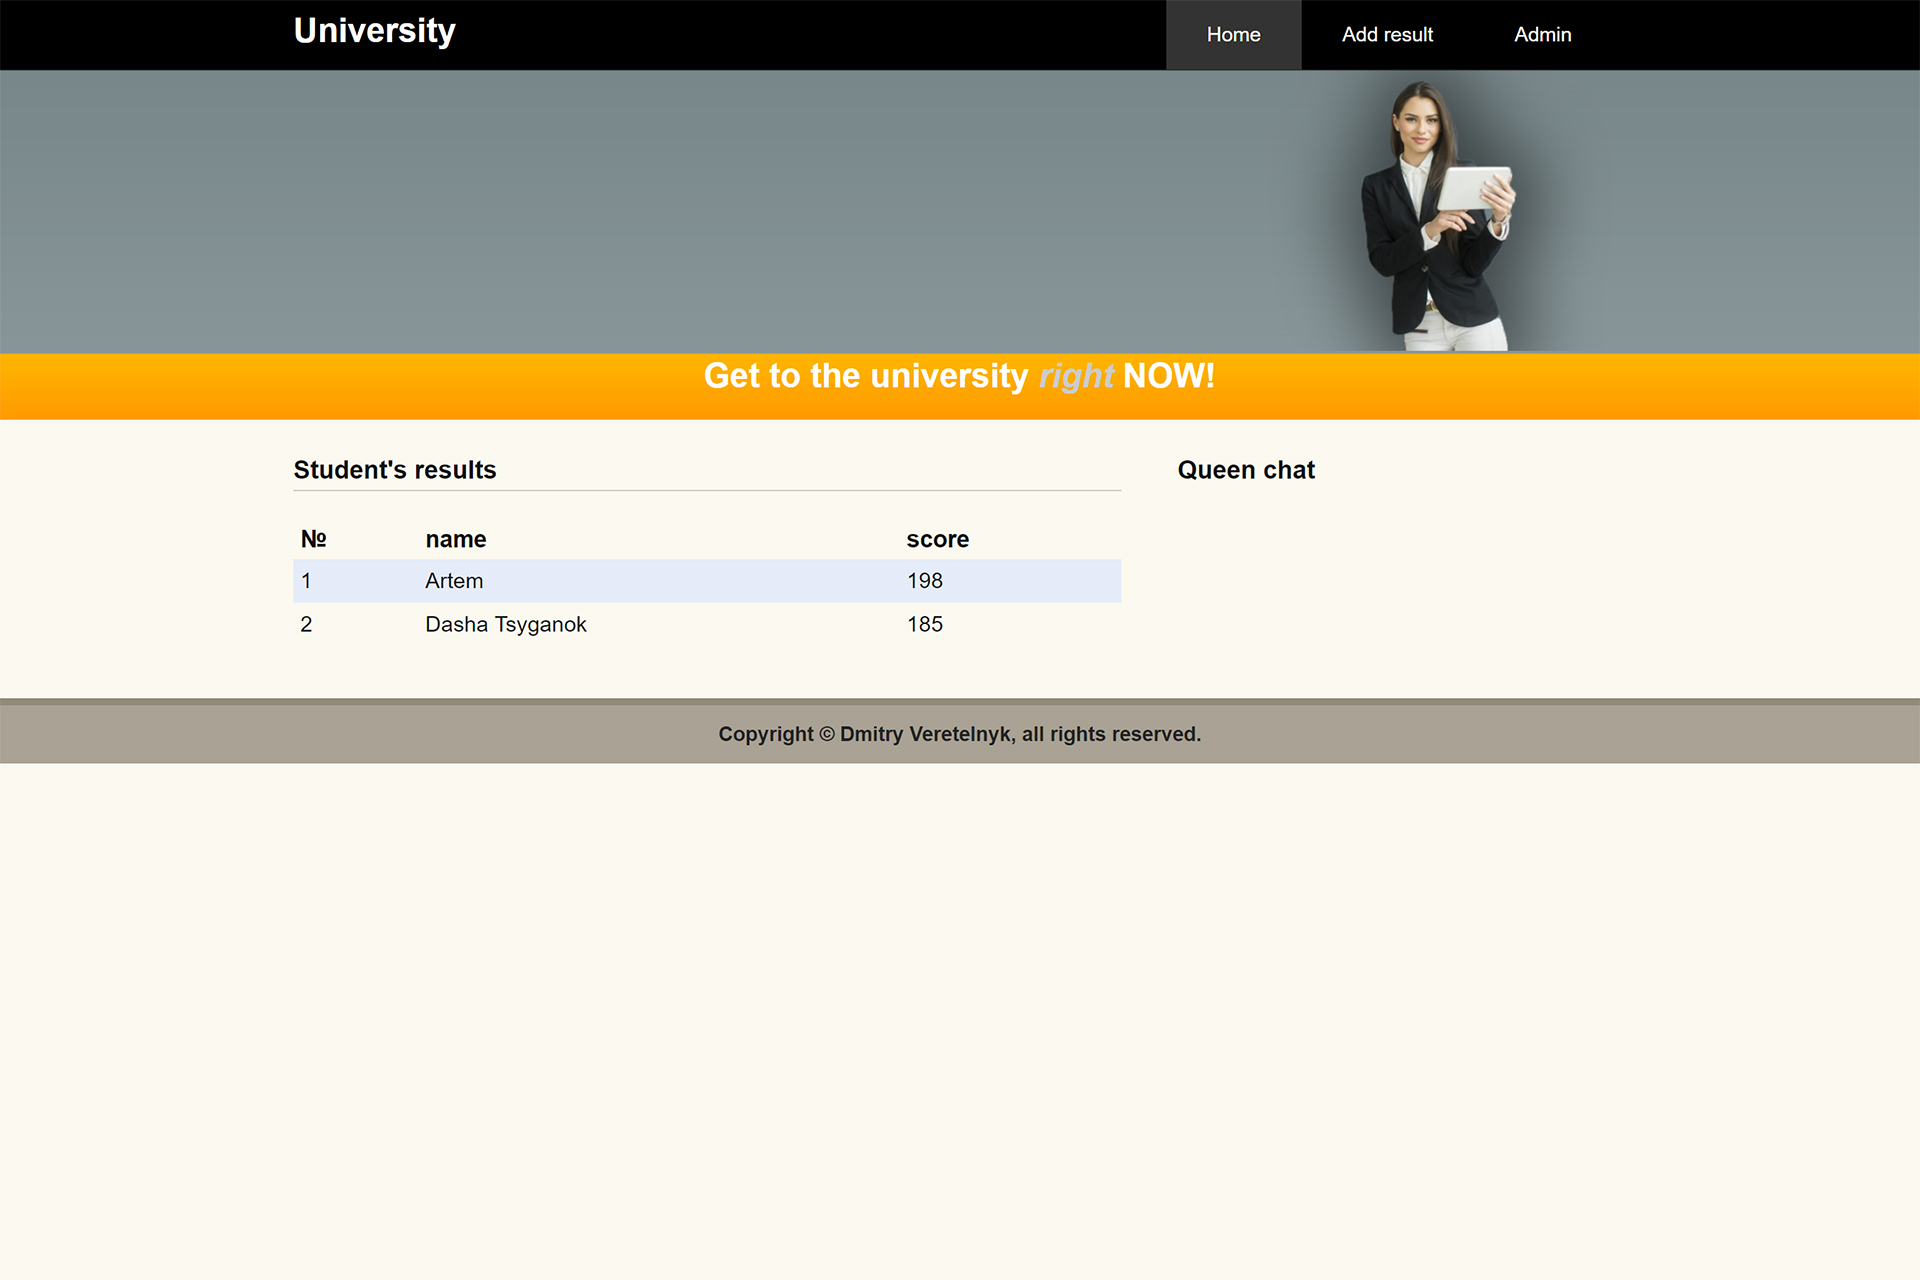 University
Home Add result Admin
Get to the university right NOW!
Student's results
Queen chat
№ name score
1 Artem 198
2 Dasha Tsyganok 185
Copyright © Dmitry Veretelnyk, all rights reserved.